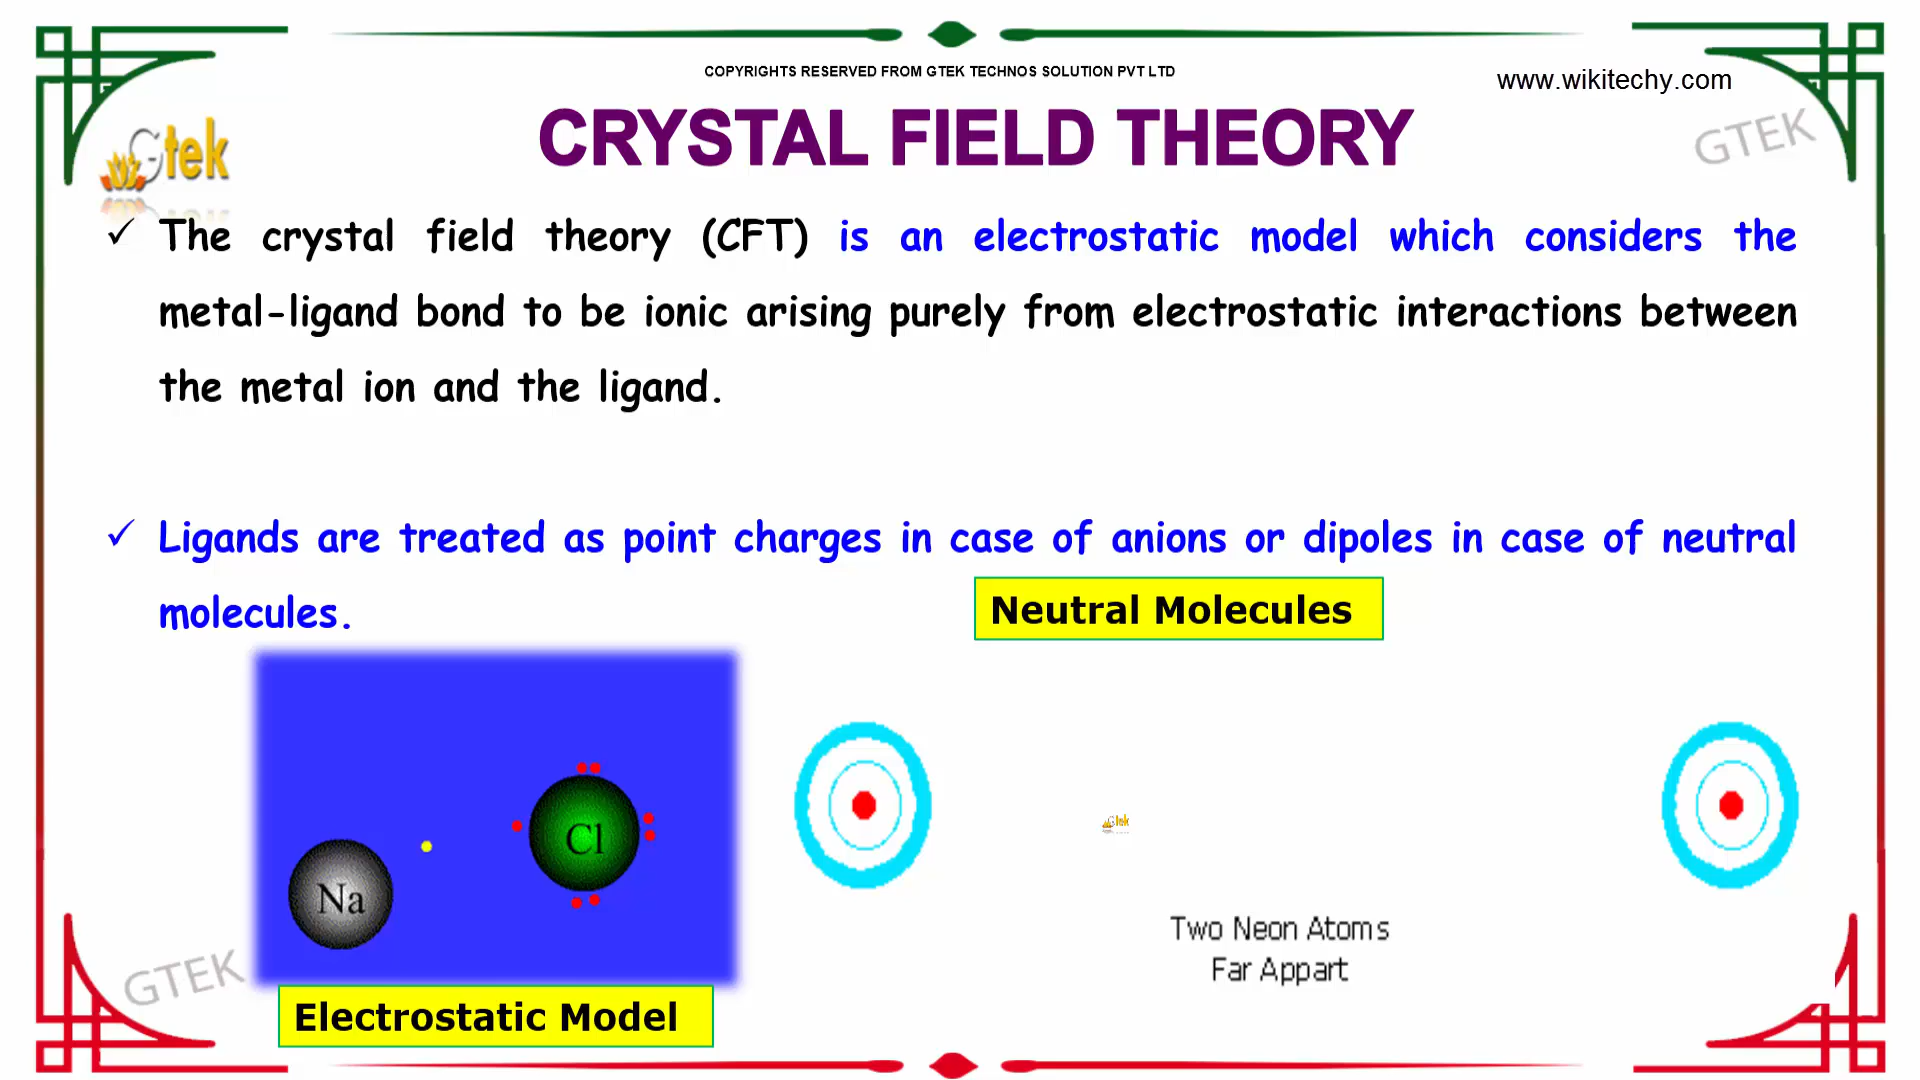 COPYRIGHTS RESERVED FROM GTEK TECHNOS SOLUTION PVT LTD
www.wikitechy.com
Gtek
CRYSTAL FIELD THEORY
GTEK
✓ The crystal field theory (CFT) is an electrostatic model which considers the
metal-ligand bond to be ionic arising purely from electrostatic interactions between
the metal ion and the ligand.
✓ Ligands are treated as point charges in case of anions or dipoles in case of neutral
molecules.
Neutral Molecules
Cl
Na
Gtek
Two Neon Atoms
Far Appart
GTEK
Electrostatic Model